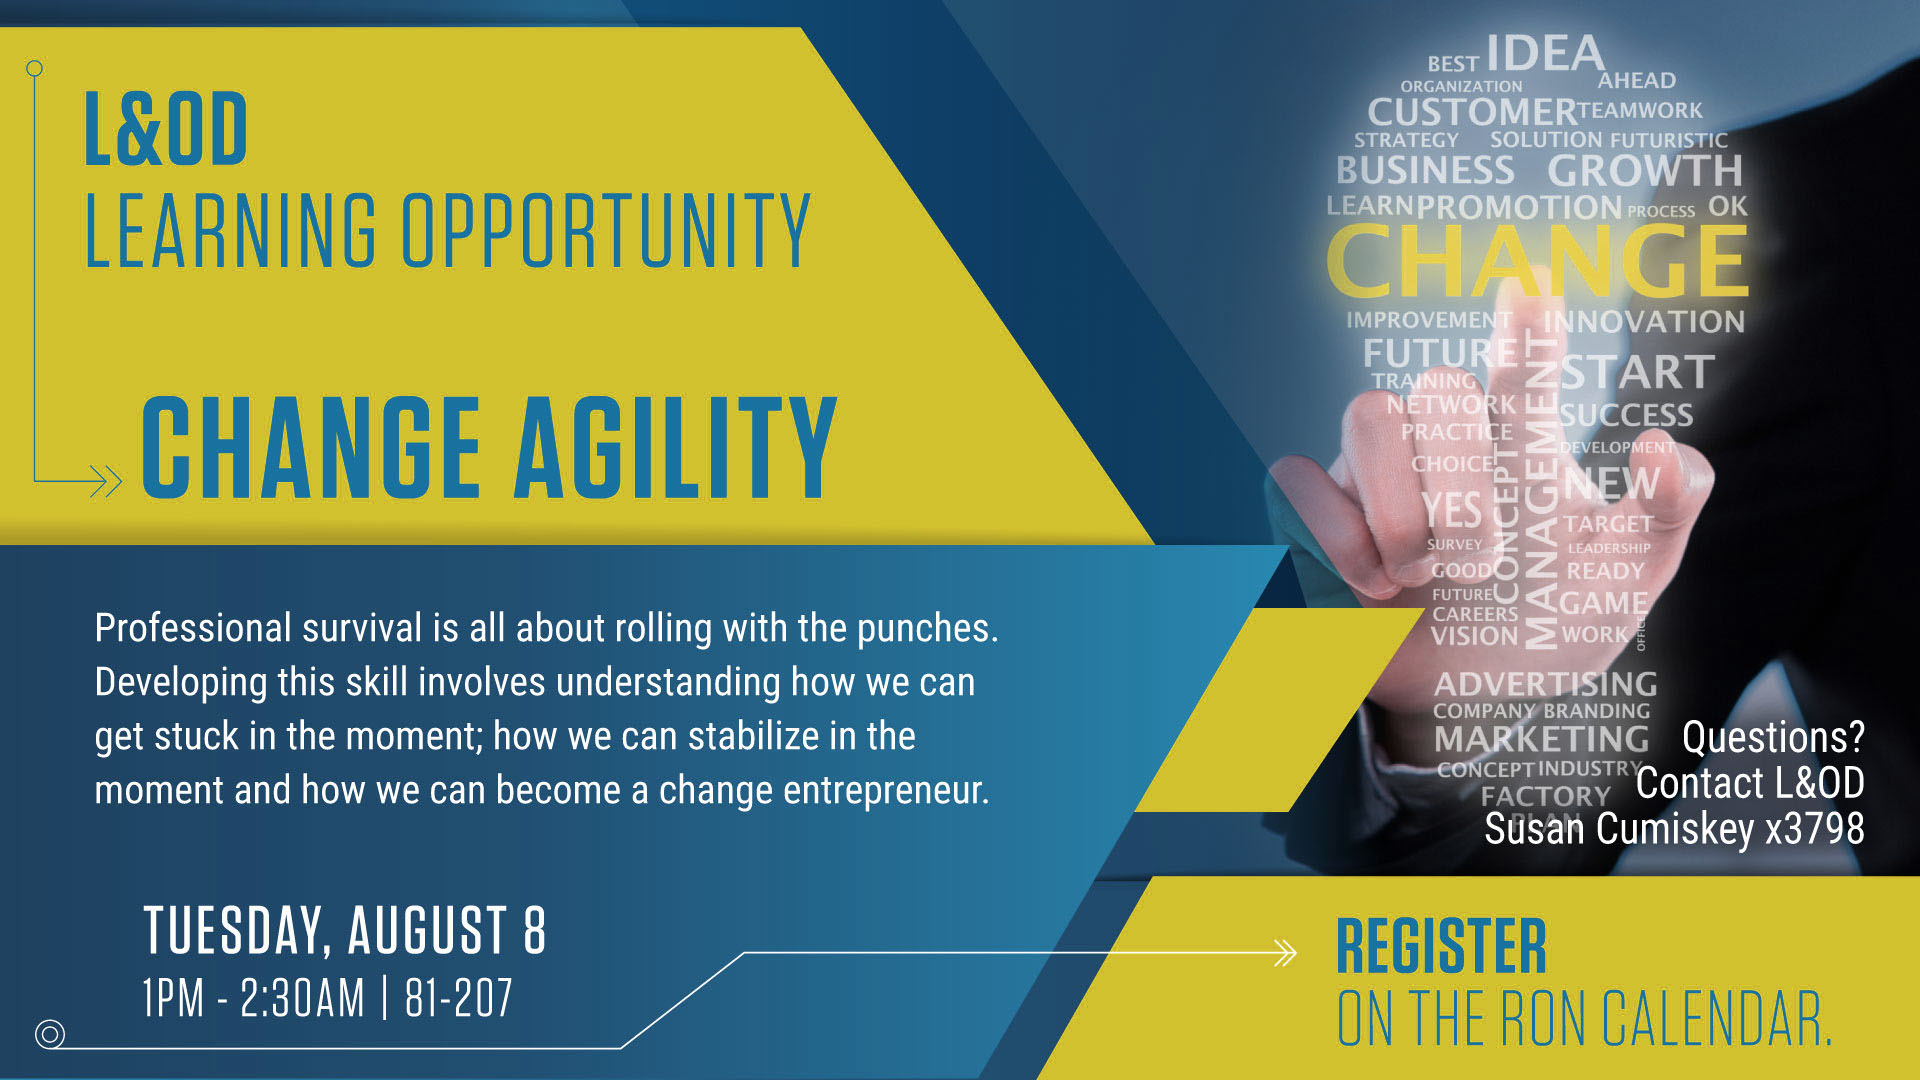 L&OD
LEARNING OPPORTUNITY
CHANGE AGILITY
Professional survival is all about rolling with the punches.
Developing this skill involves understanding how we can
get stuck in the moment; how we can stabilize in the
moment and how we can become a change entrepreneur.
TUESDAY, AUGUST 8
1PM - 2:30AM | 81-207
BEST IDEA
ORGANIZATION AHEAD
CUSTOMER TEAMWORK
STRATEGY SOLUTION FUTURISTIC
BUSINESS GROWTH
LEARN PROMOTION PROCESS OK
CHANGE
IMPROVEMENT INNOVATION
FUTURE START
TRAINING
NETWORK SUCCESS
PRACTICE
DEVELOPMENT
CHOICE
NEW
YES
CONCEPT
MANAGEMENT
TARGET
SURVEY LEADERSHIP
GOOD READY
FUTURE GAME
CAREERS
VISION WORK
OFFICE
ADVERTISING
COMPANY BRANDING
MARKETING
CONCEPT INDUSTRY
FACTORY
PLAN
Questions?
Contact L&OD
Susan Cumiskey x3798
REGISTER
ON THE RON CALENDAR.